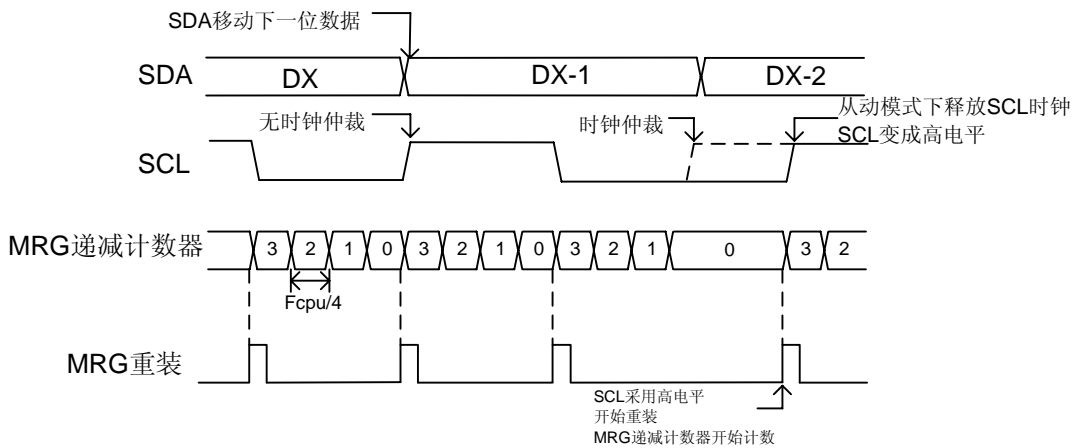 SDA移动下一位数据
SDA DX DX-1 DX-2
无时钟仲裁 时钟仲裁 从动模式下释放SCL时钟
SCL变成高电平
SCL
MRG递减计数器 3 2 1 0 3 2 1 0 3 2 1 0 3 2
Fcpu/4
MRG重装
SCL采用高电平
开始重装
MRG递减计数器开始计数